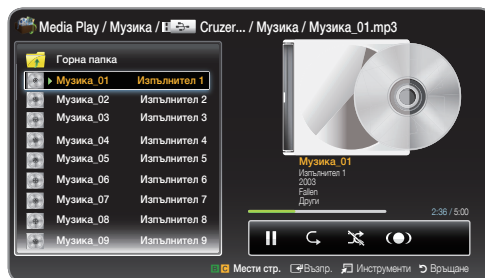 Media Play / Музика / Cruzer... / Музика / Музика_01.mp3
Горна папка
Музика_01 Изпълнител 1
Музика_02 Изпълнител 2
Музика_03 Изпълнител 3
Музика_04 Изпълнител 4
Музика_05 Изпълнител 5
Музика_06 Изпълнител 6
Музика_07 Изпълнител 7
Музика_08 Изпълнител 8
Музика_09 Изпълнител 9
Музика_01
Изпълнител 1
2003
Fallen
Други
2:36 / 5:00
B C Мести стр. Възпр. Инструменти Връщане